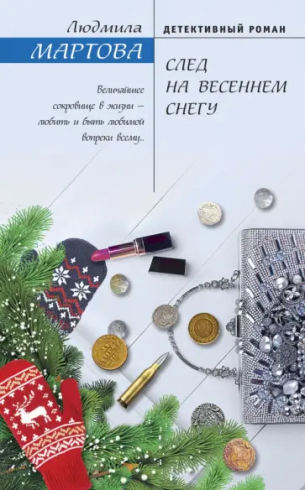 Людмила
МАРТОВА
ДЕТЕКТИВНЫЙ РОМАН
СЛЕД
НА ВЕСЕННЕМ
СНЕГУ
Величайшее
сокровище в жизни –
любить и быть любимой
вопреки всему...